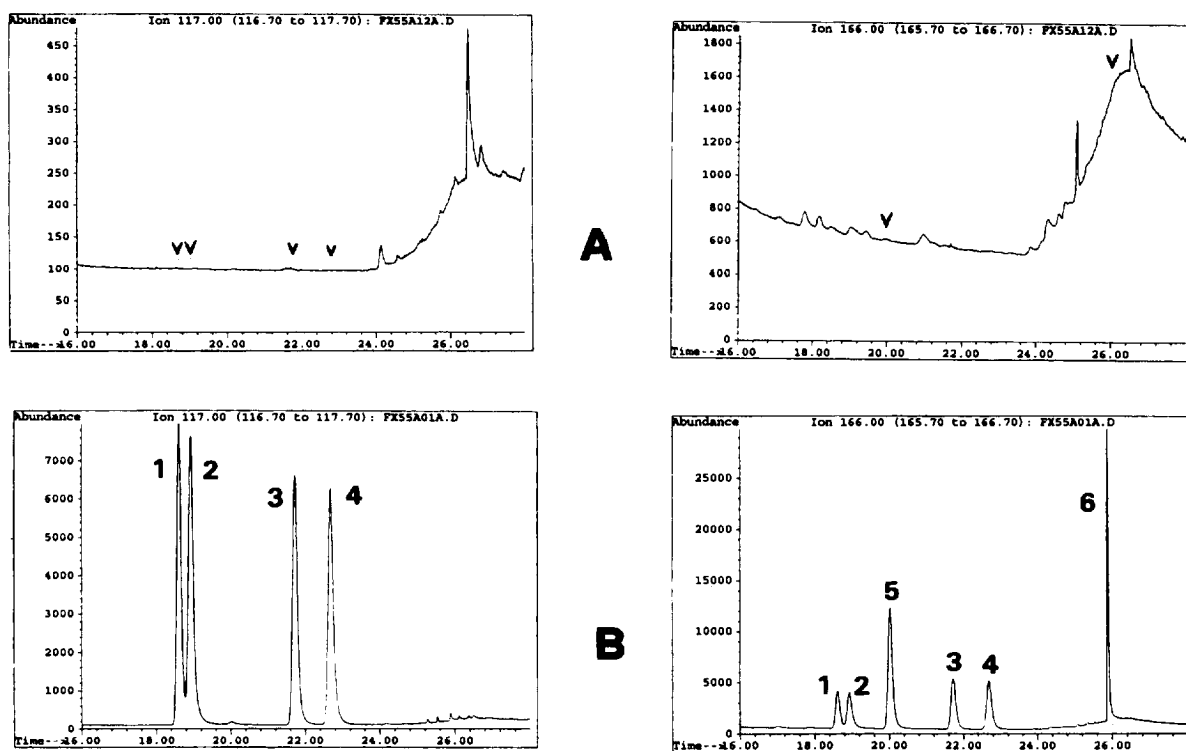 Abundance Ion 117.00 (116.70 to 117.70): FX55A12A.D
450
400
350
300
250
200
150
100
50
0
V V V V
Time-->16.00 18.00 20.00 22.00 24.00 26.00
A
Abundance Ion 166.00 (165.70 to 166.70): FX55A12A.D
1800
1600
1400
1200
1000
800
600
400
200
0
V V
Time-->16.00 18.00 20.00 22.00 24.00 26.00
Abundance Ion 117.00 (116.70 to 117.70): FX55A01A.D
7000
6000
5000
4000
3000
2000
1000
0
1 2 3 4
Time-->16.00 18.00 20.00 22.00 24.00 26.00
B
Abundance Ion 166.00 (165.70 to 166.70): FX55A01A.D
25000
20000
15000
10000
5000
0
1 2 5 3 4 6
Time-->16.00 18.00 20.00 22.00 24.00 26.00